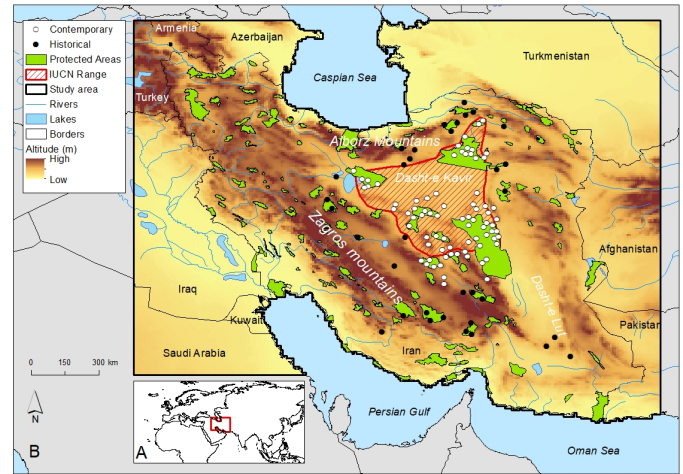 Contemporary
Historical
Protected Areas
IUCN Range
Study area
Rivers
Lakes
Borders
Altitude (m)
High
Low
Armenia
Azerbaijan
Turkey
Caspian Sea
Turkmenistan
Alborz Mountains
Dasht-e Kavir
Zagros mountains
Afghanistan
Dasht-e Lut
Iraq
Kuwait
Pakistan
Saudi Arabia
Iran
0 150 300 km
N
Persian Gulf
Oman Sea
B
A